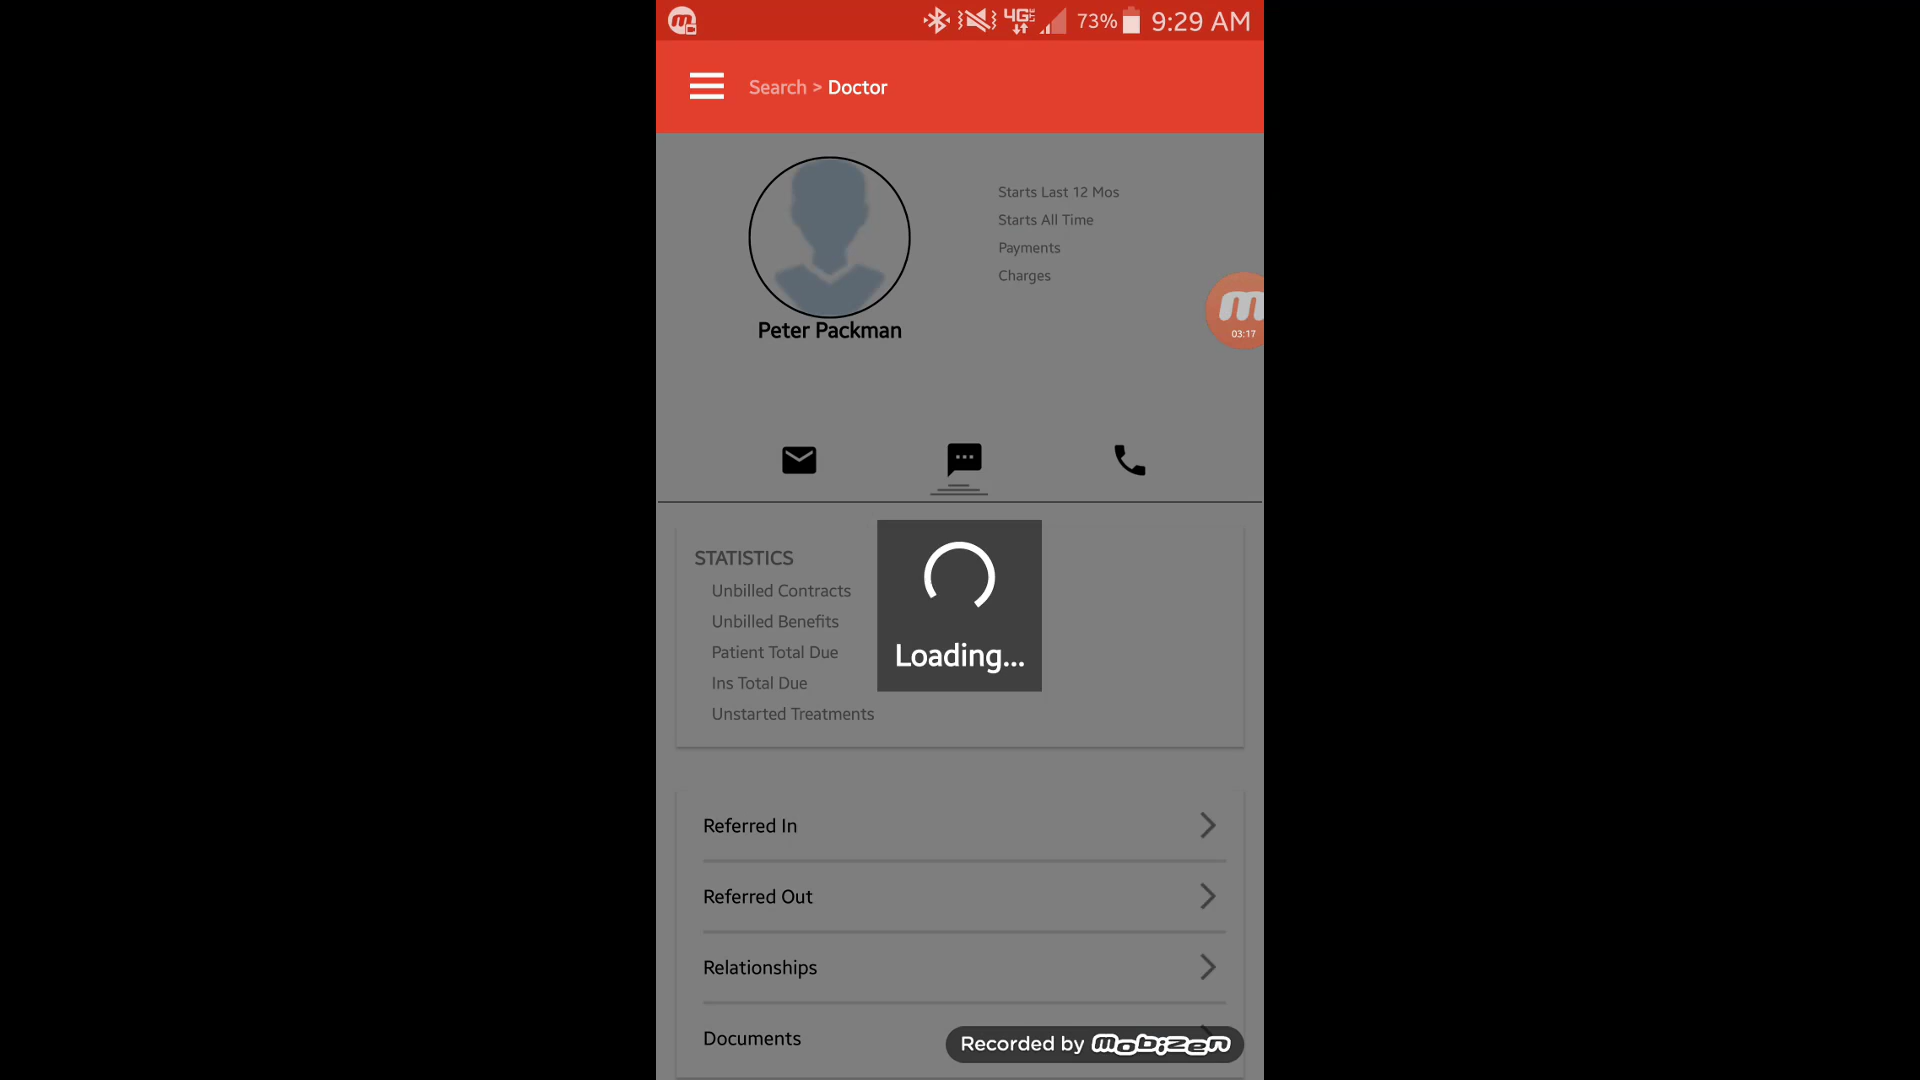 73% 9:29 AM
Search > Doctor
Starts Last 12 Mos
Starts All Time
Payments
Charges
03:17
Peter Packman
STATISTICS
Unbilled Contracts
Unbilled Benefits
Patient Total Due
Ins Total Due
Unstarted Treatments
Loading...
Referred In
Referred Out
Relationships
Documents
Recorded by mobizen